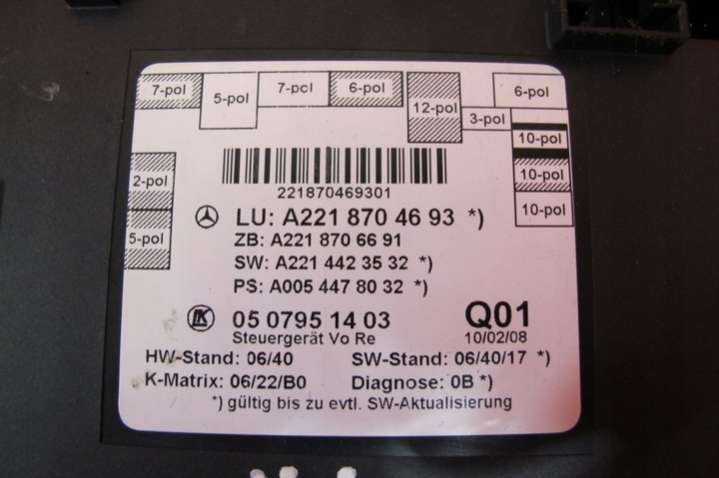 7-pol
5-pol
7-pcl
6-pol
12-pol
3-pol
6-pol
10-pol
10-pol
10-pol
2-pol
5-pol
221870469301
LU: A221 870 46 93 *)
ZB: A221 870 66 91
SW: A221 442 35 32 *)
PS: A005 447 80 32 *)
LK 05 0795 14 03 Q01
Steuergerät Vo Re 10/02/08
HW-Stand: 06/40 SW-Stand: 06/40/17 *)
K-Matrix: 06/22/B0 Diagnose: 0B *)
*) gültig bis zu evtl. SW-Aktualisierung